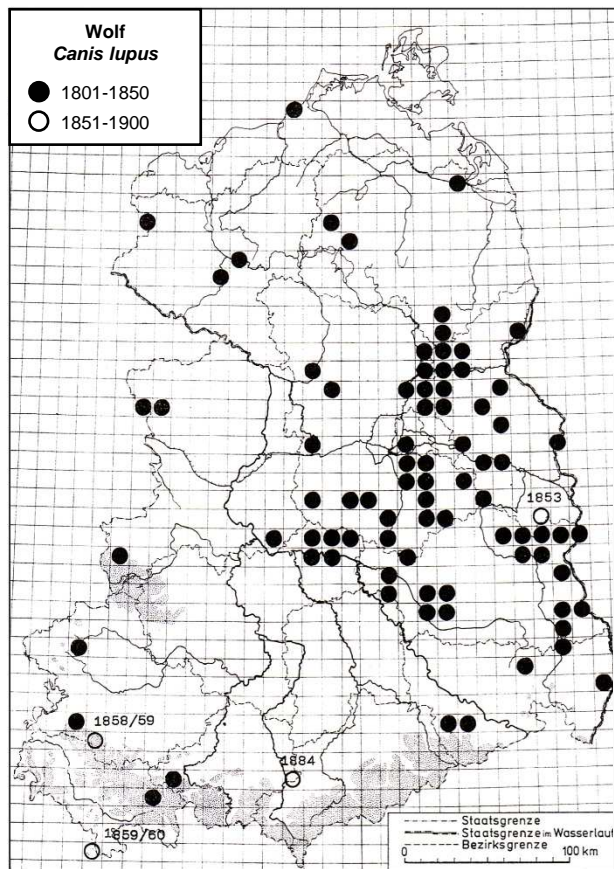 Wolf
Canis lupus
1801-1850
1851-1900
1853
1858/59
1884
1859/60
Staatsgrenze
Staatsgrenze im Wasserlauf
Bezirksgrenze
0 100 km